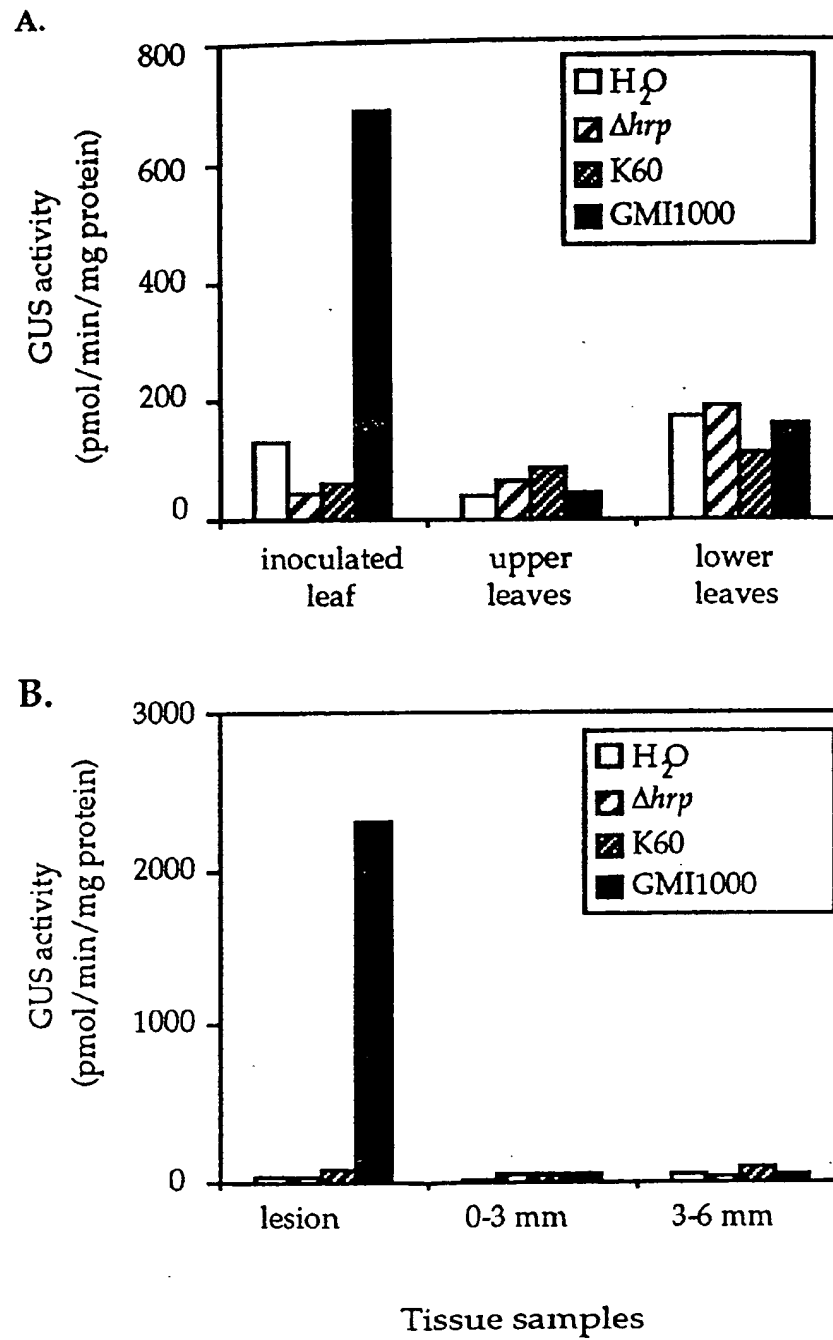 A.
GUS activity
(pmol/min/mg protein)
800
600
400
200
0
H2O
Δhrp
K60
GMI1000
inoculated
leaf
upper
leaves
lower
leaves
B.
GUS activity
(pmol/min/mg protein)
3000
2000
1000
0
H2O
Δhrp
K60
GMI1000
lesion
0-3 mm
3-6 mm
Tissue samples